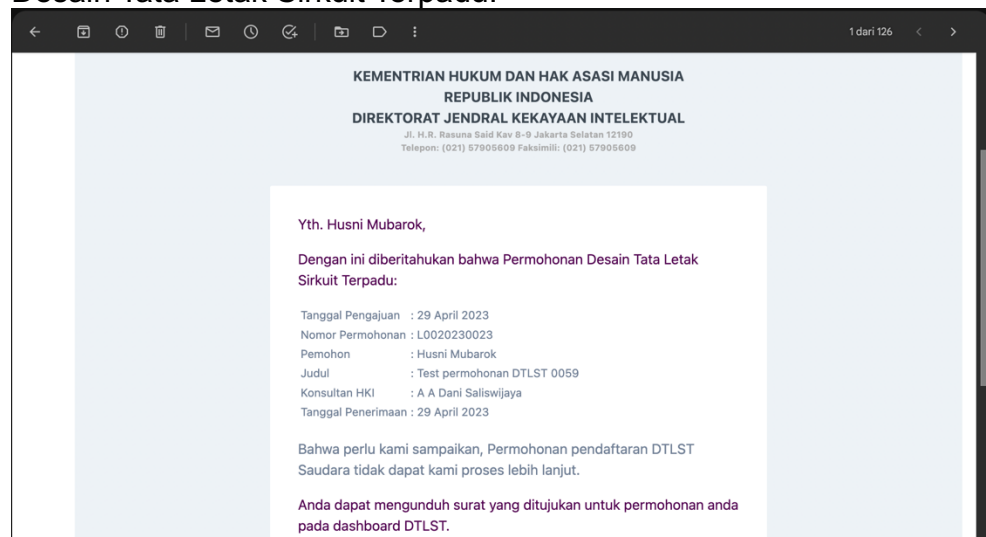 Desain Tata Letak Sirkuit Terpadu.
1 dari 126
KEMENTRIAN HUKUM DAN HAK ASASI MANUSIA
REPUBLIK INDONESIA
DIREKTORAT JENDRAL KEKAYAAN INTELEKTUAL
Jl. H.R. Rasuna Said Kav 8-9 Jakarta Selatan 12190
Telepon: (021) 57905609 Faksimili: (021) 57905609
Yth. Husni Mubarok,
Dengan ini diberitahukan bahwa Permohonan Desain Tata Letak
Sirkuit Terpadu:
Tanggal Pengajuan : 29 April 2023
Nomor Permohonan : L0020230023
Pemohon : Husni Mubarok
Judul : Test permohonan DTLST 0059
Konsultan HKI : A A Dani Saliswijaya
Tanggal Penerimaan : 29 April 2023
Bahwa perlu kami sampaikan, Permohonan pendaftaran DTLST
Saudara tidak dapat kami proses lebih lanjut.
Anda dapat mengunduh surat yang ditujukan untuk permohonan anda
pada dashboard DTLST.